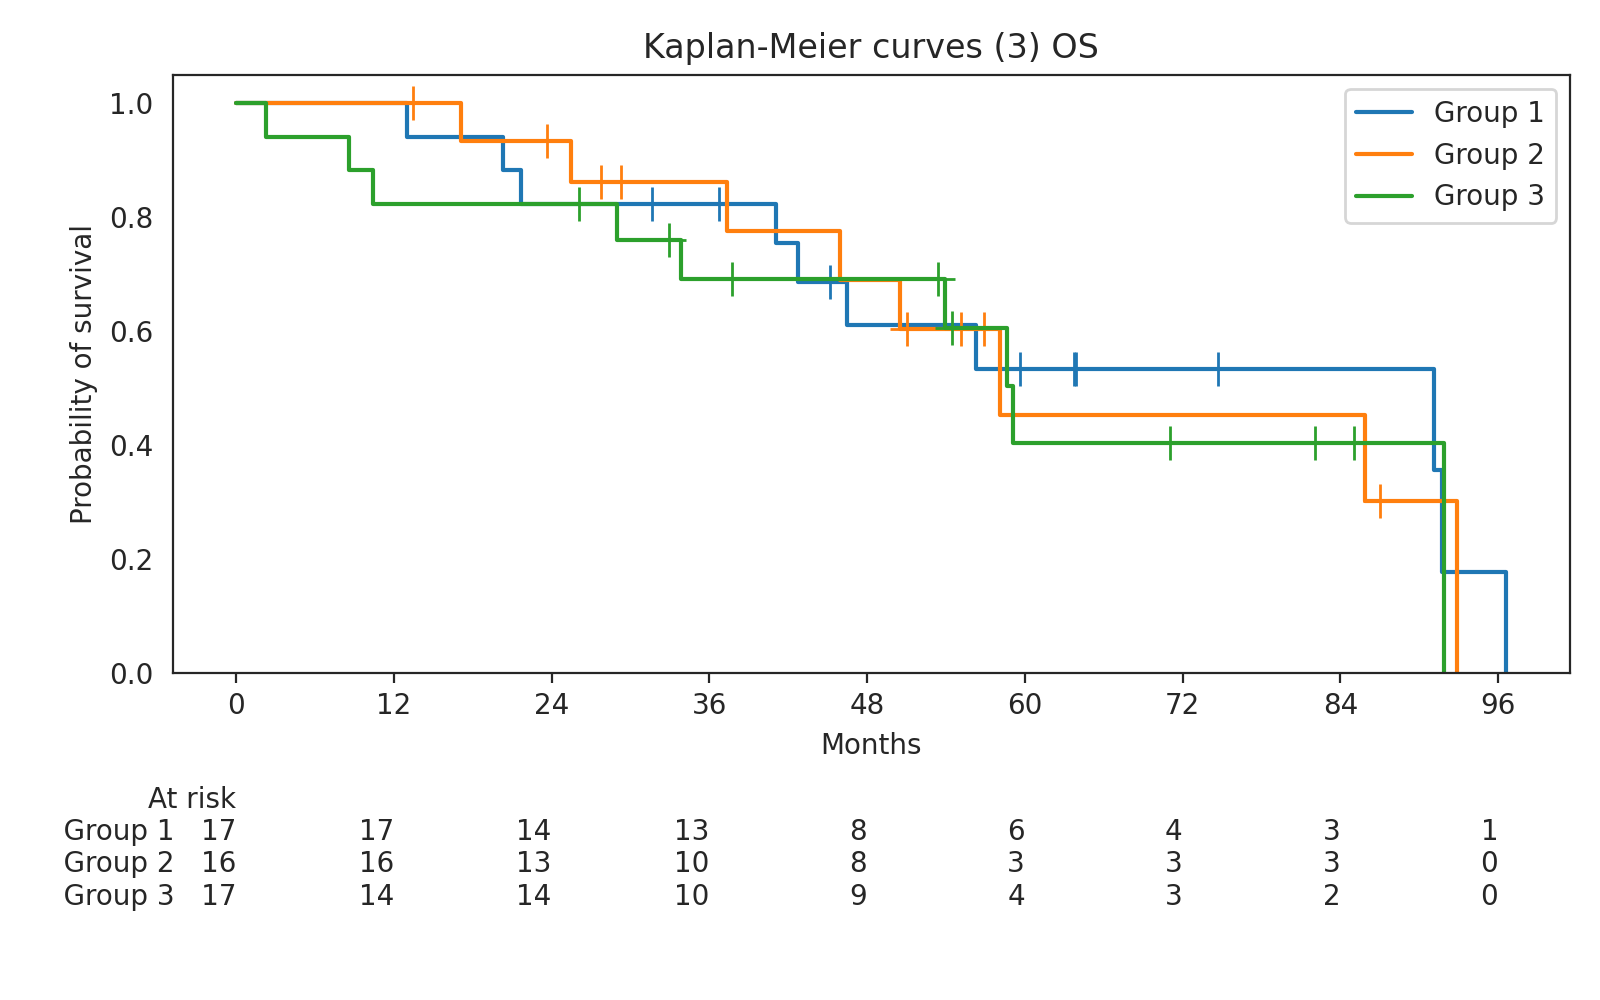 Kaplan-Meier curves (3) OS
1.0
0.8
0.6
0.4
0.2
0.0
Probability of survival
Group 1
Group 2
Group 3
0 12 24 36 48 60 72 84 96
Months
At risk
Group 1 17 17 14 13 8 6 4 3 1
Group 2 16 16 13 10 8 3 3 3 0
Group 3 17 14 14 10 9 4 3 2 0